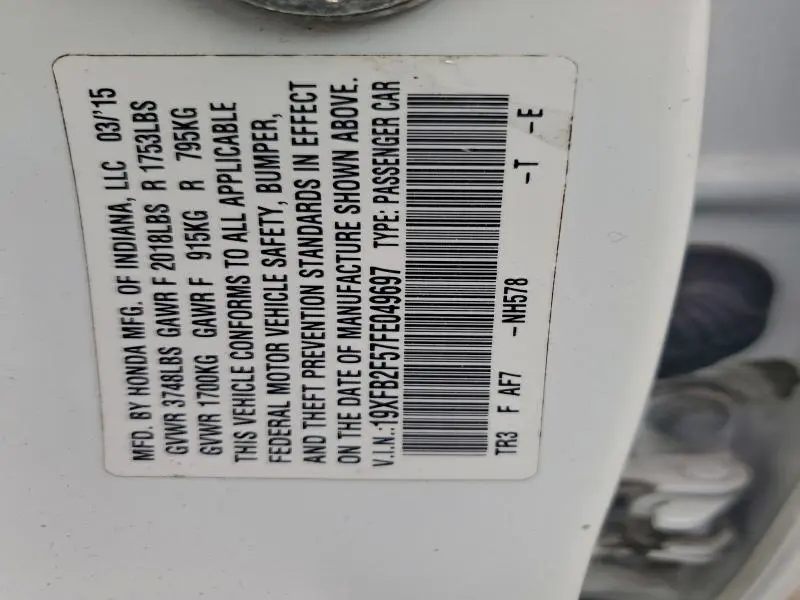 MFD. BY HONDA MFG. OF INDIANA, LLC 03/'15
GVWR 3748LBS GAWR F 2018LBS R 1753LBS
GVWR 1700KG GAWR F 915KG R 795KG
THIS VEHICLE CONFORMS TO ALL APPLICABLE
FEDERAL MOTOR VEHICLE SAFETY, BUMPER,
AND THEFT PREVENTION STANDARDS IN EFFECT
ON THE DATE OF MANUFACTURE SHOWN ABOVE.
V.I.N.:19XFB2F57FE049697 TYPE: PASSENGER CAR
TR3 F AF7 -NH578 -T -E